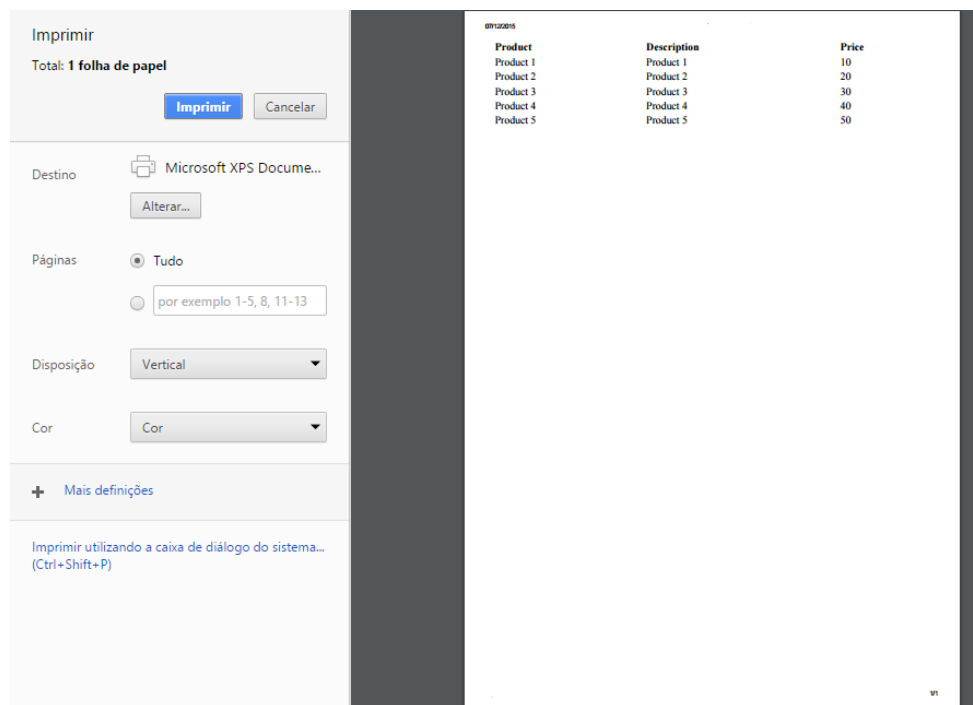 Imprimir
Total: 1 folha de papel
Imprimir Cancelar
Destino Microsoft XPS Docume...
Alterar...
Páginas Tudo
por exemplo 1-5, 8, 11-13
Disposição Vertical
Cor Cor
Mais definições
Imprimir utilizando a caixa de diálogo do sistema...
(Ctrl+Shift+P)
07/12/2015
Product Description Price
Product 1 Product 1 10
Product 2 Product 2 20
Product 3 Product 3 30
Product 4 Product 4 40
Product 5 Product 5 50
1/1